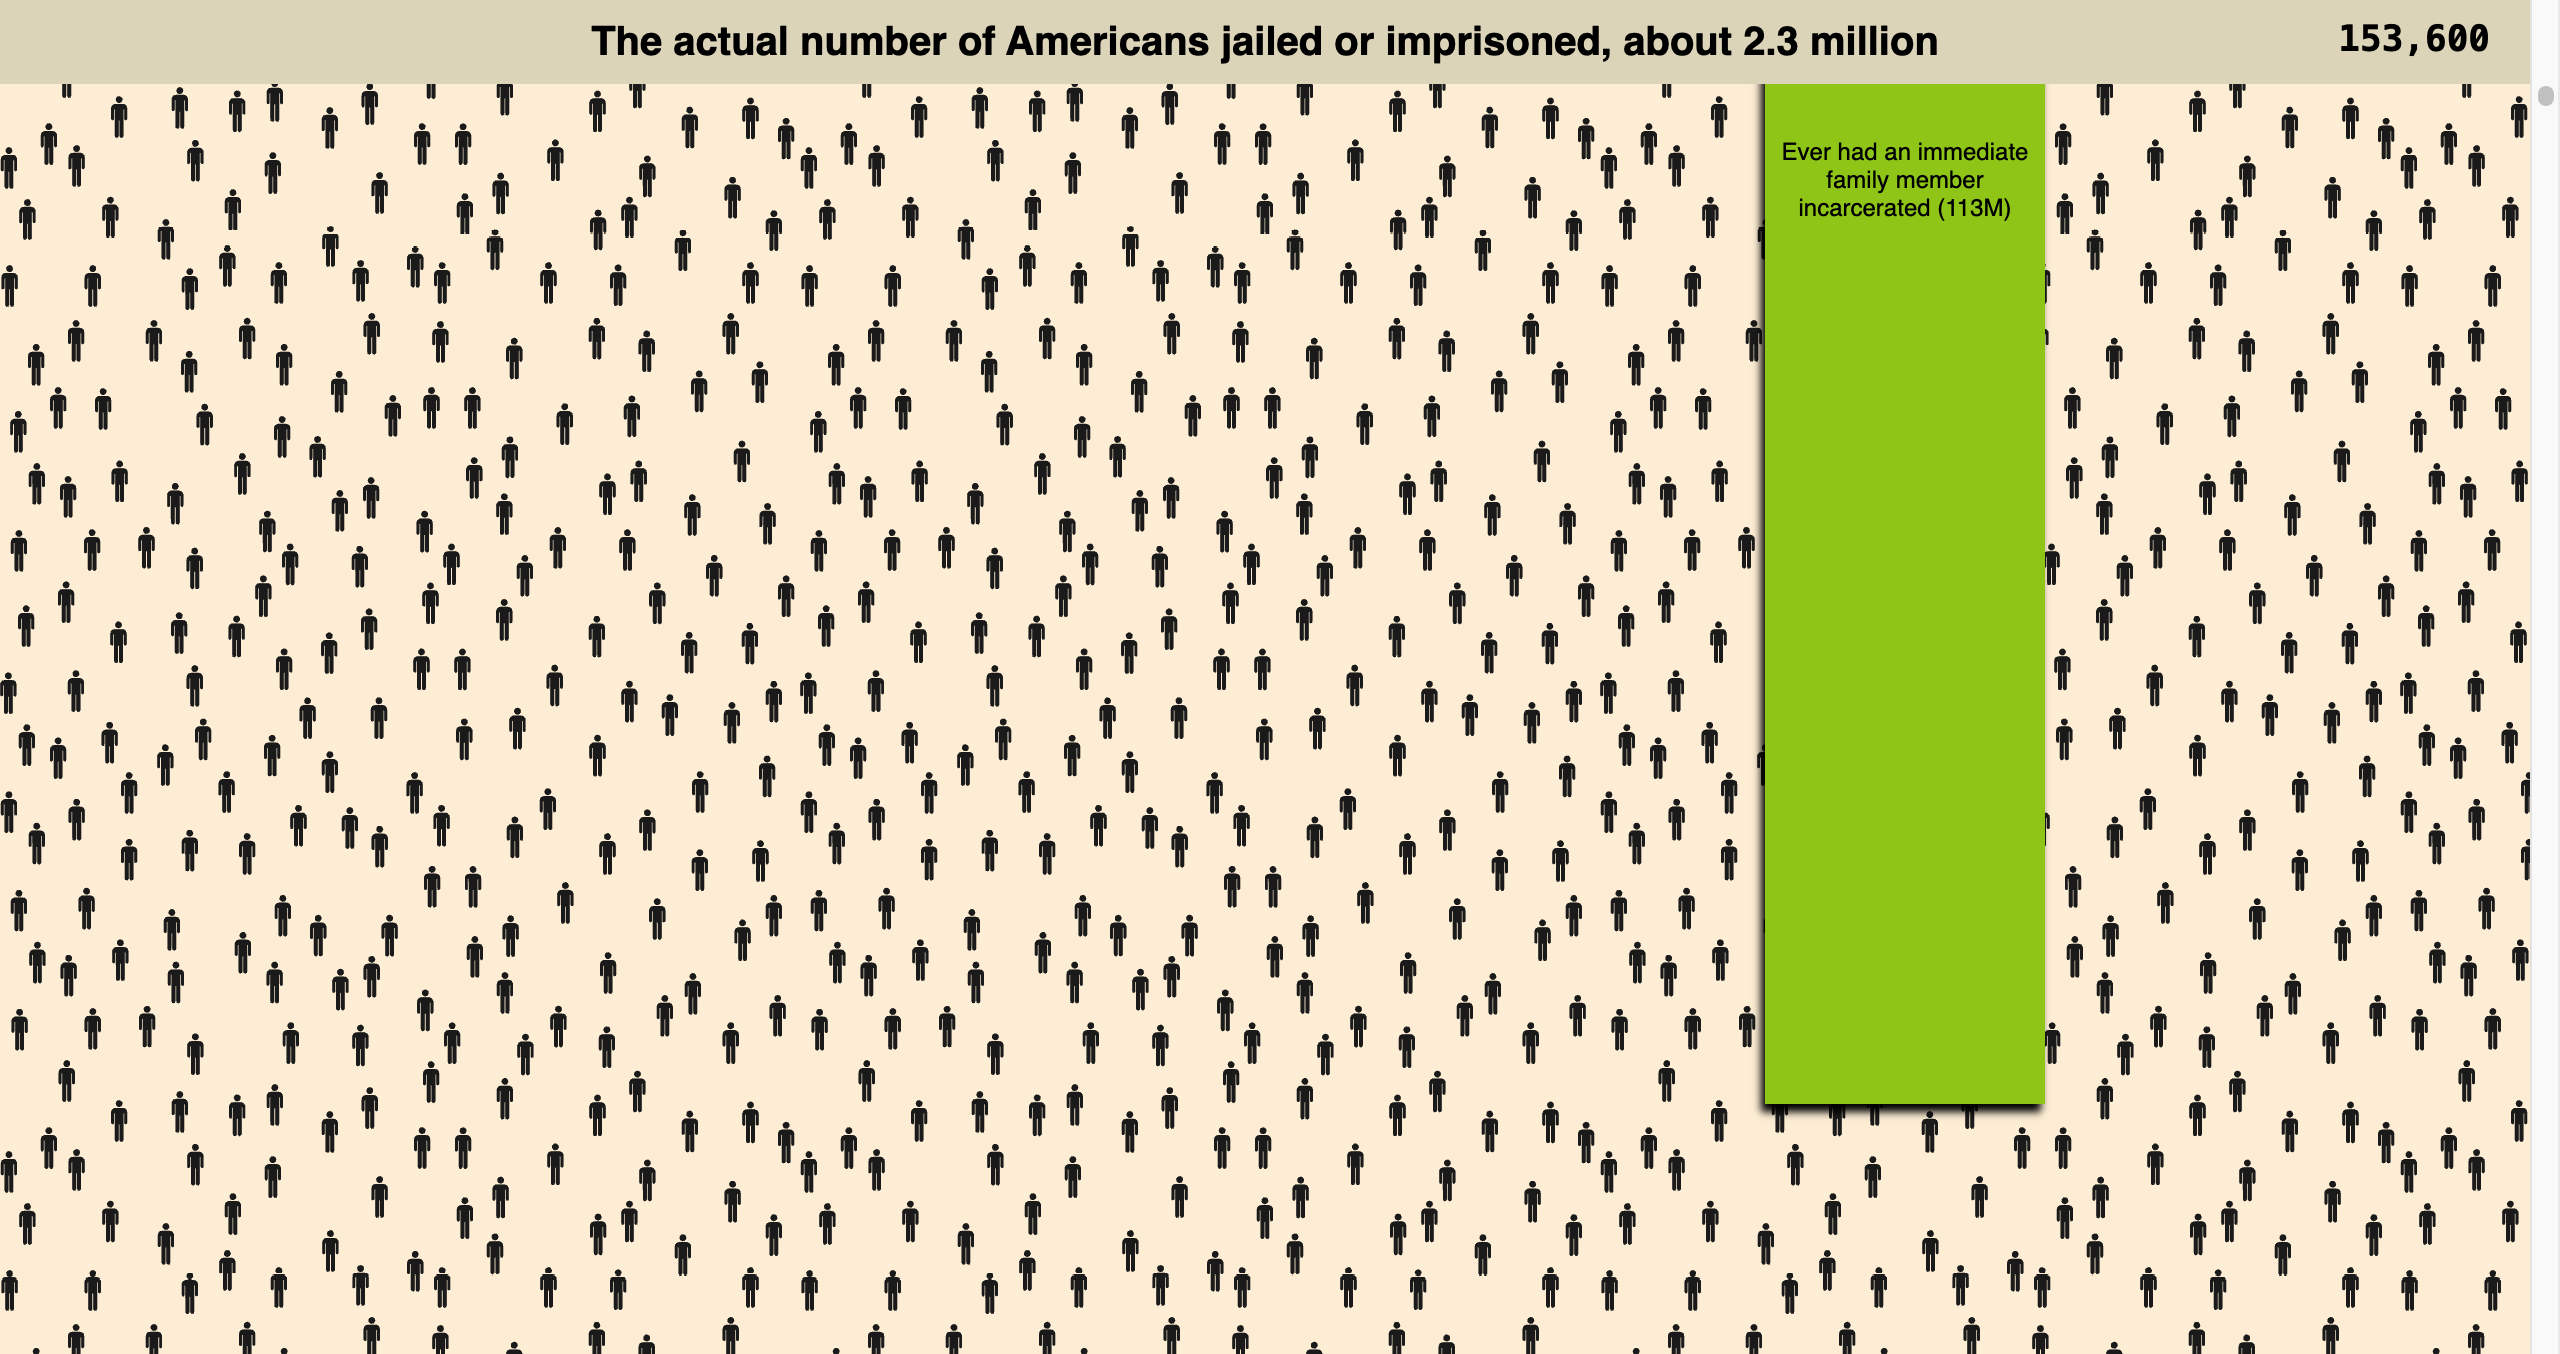 The actual number of Americans jailed or imprisoned, about 2.3 million
153,600
Ever had an immediate
family member
incarcerated (113M)